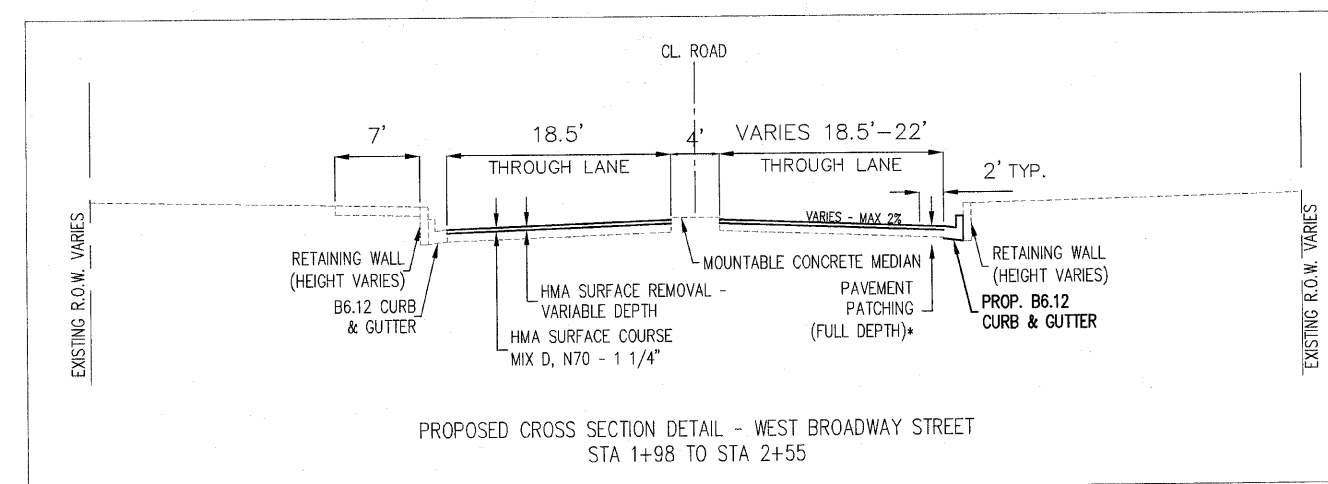 CL. ROAD
7'
18.5'
4'
VARIES 18.5'-22'
THROUGH LANE
THROUGH LANE
2' TYP.
VARIES - MAX 2%
EXISTING R.O.W. VARIES
RETAINING WALL
(HEIGHT VARIES)
B6.12 CURB
& GUTTER
HMA SURFACE REMOVAL -
VARIABLE DEPTH
HMA SURFACE COURSE
MIX D, N70 - 1 1/4"
MOUNTABLE CONCRETE MEDIAN
PAVEMENT
PATCHING
(FULL DEPTH)*
RETAINING WALL
(HEIGHT VARIES)
PROP. B6.12
CURB & GUTTER
EXISTING R.O.W. VARIES
PROPOSED CROSS SECTION DETAIL - WEST BROADWAY STREET
STA 1+98 TO STA 2+55